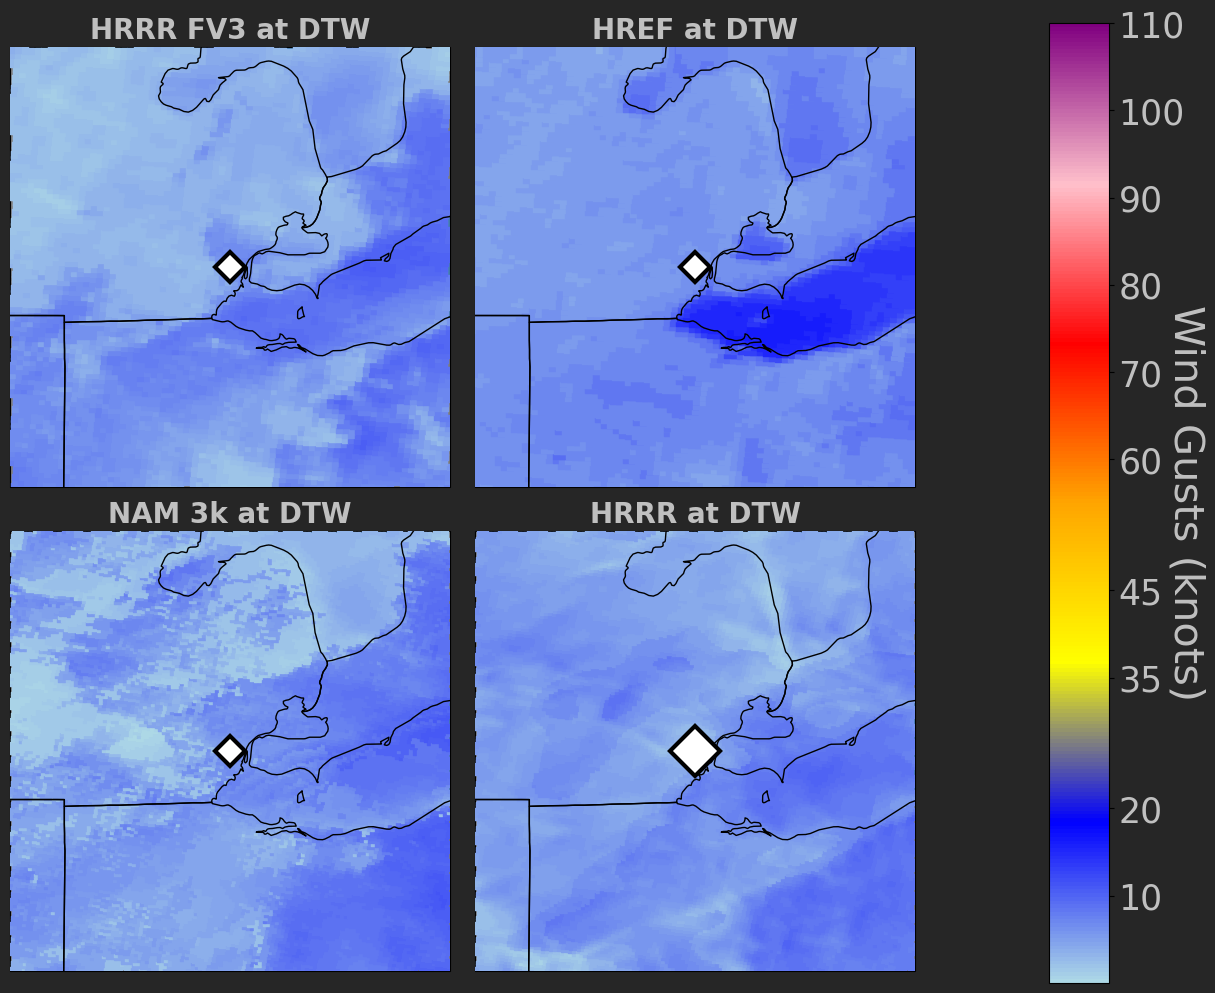 HRRR FV3 at DTW
HREF at DTW
NAM 3k at DTW
HRRR at DTW
110
100
90
80
70
60
45
35
20
10
Wind Gusts (knots)